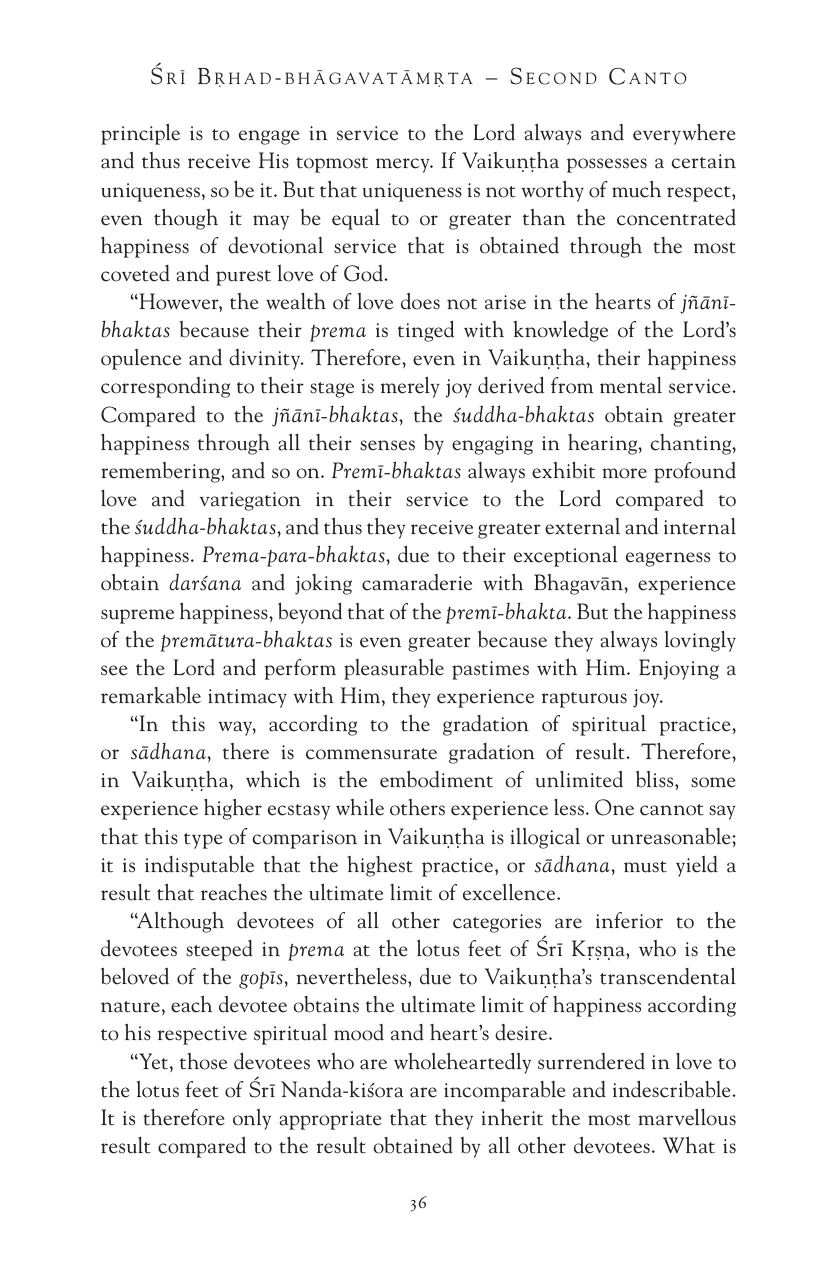 Śrī Bṛhad-bhāgavatāmṛta – Second Canto
principle is to engage in service to the Lord always and everywhere
and thus receive His topmost mercy. If Vaikuṇṭha possesses a certain
uniqueness, so be it. But that uniqueness is not worthy of much respect,
even though it may be equal to or greater than the concentrated
happiness of devotional service that is obtained through the most
coveted and purest love of God.
“However, the wealth of love does not arise in the hearts of jñānī-
bhaktas because their prema is tinged with knowledge of the Lord’s
opulence and divinity. Therefore, even in Vaikuṇṭha, their happiness
corresponding to their stage is merely joy derived from mental service.
Compared to the jñānī-bhaktas, the śuddha-bhaktas obtain greater
happiness through all their senses by engaging in hearing, chanting,
remembering, and so on. Premī-bhaktas always exhibit more profound
love and variegation in their service to the Lord compared to
the śuddha-bhaktas, and thus they receive greater external and internal
happiness. Prema-para-bhaktas, due to their exceptional eagerness to
obtain darśana and joking camaraderie with Bhagavān, experience
supreme happiness, beyond that of the premī-bhakta. But the happiness
of the premātura-bhaktas is even greater because they always lovingly
see the Lord and perform pleasurable pastimes with Him. Enjoying a
remarkable intimacy with Him, they experience rapturous joy.
“In this way, according to the gradation of spiritual practice,
or sādhana, there is commensurate gradation of result. Therefore,
in Vaikuṇṭha, which is the embodiment of unlimited bliss, some
experience higher ecstasy while others experience less. One cannot say
that this type of comparison in Vaikuṇṭha is illogical or unreasonable;
it is indisputable that the highest practice, or sādhana, must yield a
result that reaches the ultimate limit of excellence.
“Although devotees of all other categories are inferior to the
devotees steeped in prema at the lotus feet of Śrī Kṛṣṇa, who is the
beloved of the gopīs, nevertheless, due to Vaikuṇṭha’s transcendental
nature, each devotee obtains the ultimate limit of happiness according
to his respective spiritual mood and heart’s desire.
“Yet, those devotees who are wholeheartedly surrendered in love to
the lotus feet of Śrī Nanda-kiśora are incomparable and indescribable.
It is therefore only appropriate that they inherit the most marvellous
result compared to the result obtained by all other devotees. What is
36